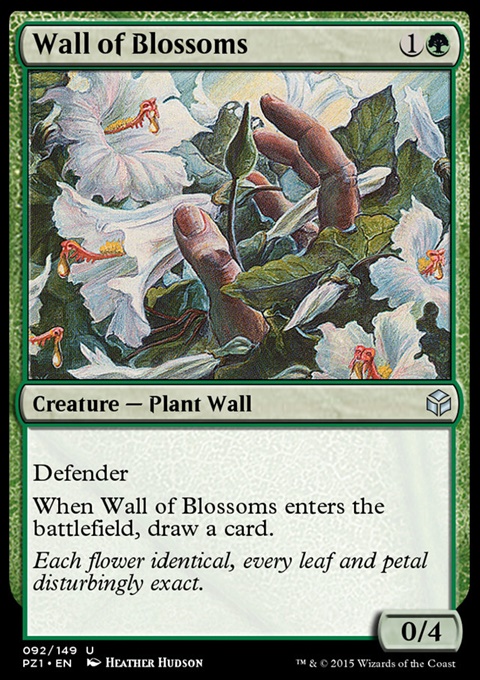 Wall of Blossoms 1
Creature — Plant Wall
Defender
When Wall of Blossoms enters the
battlefield, draw a card.
Each flower identical, every leaf and petal
disturbingly exact.
0/4
092/149 U
PZ1 • EN Heather Hudson
™ & © 2015 Wizards of the Coast